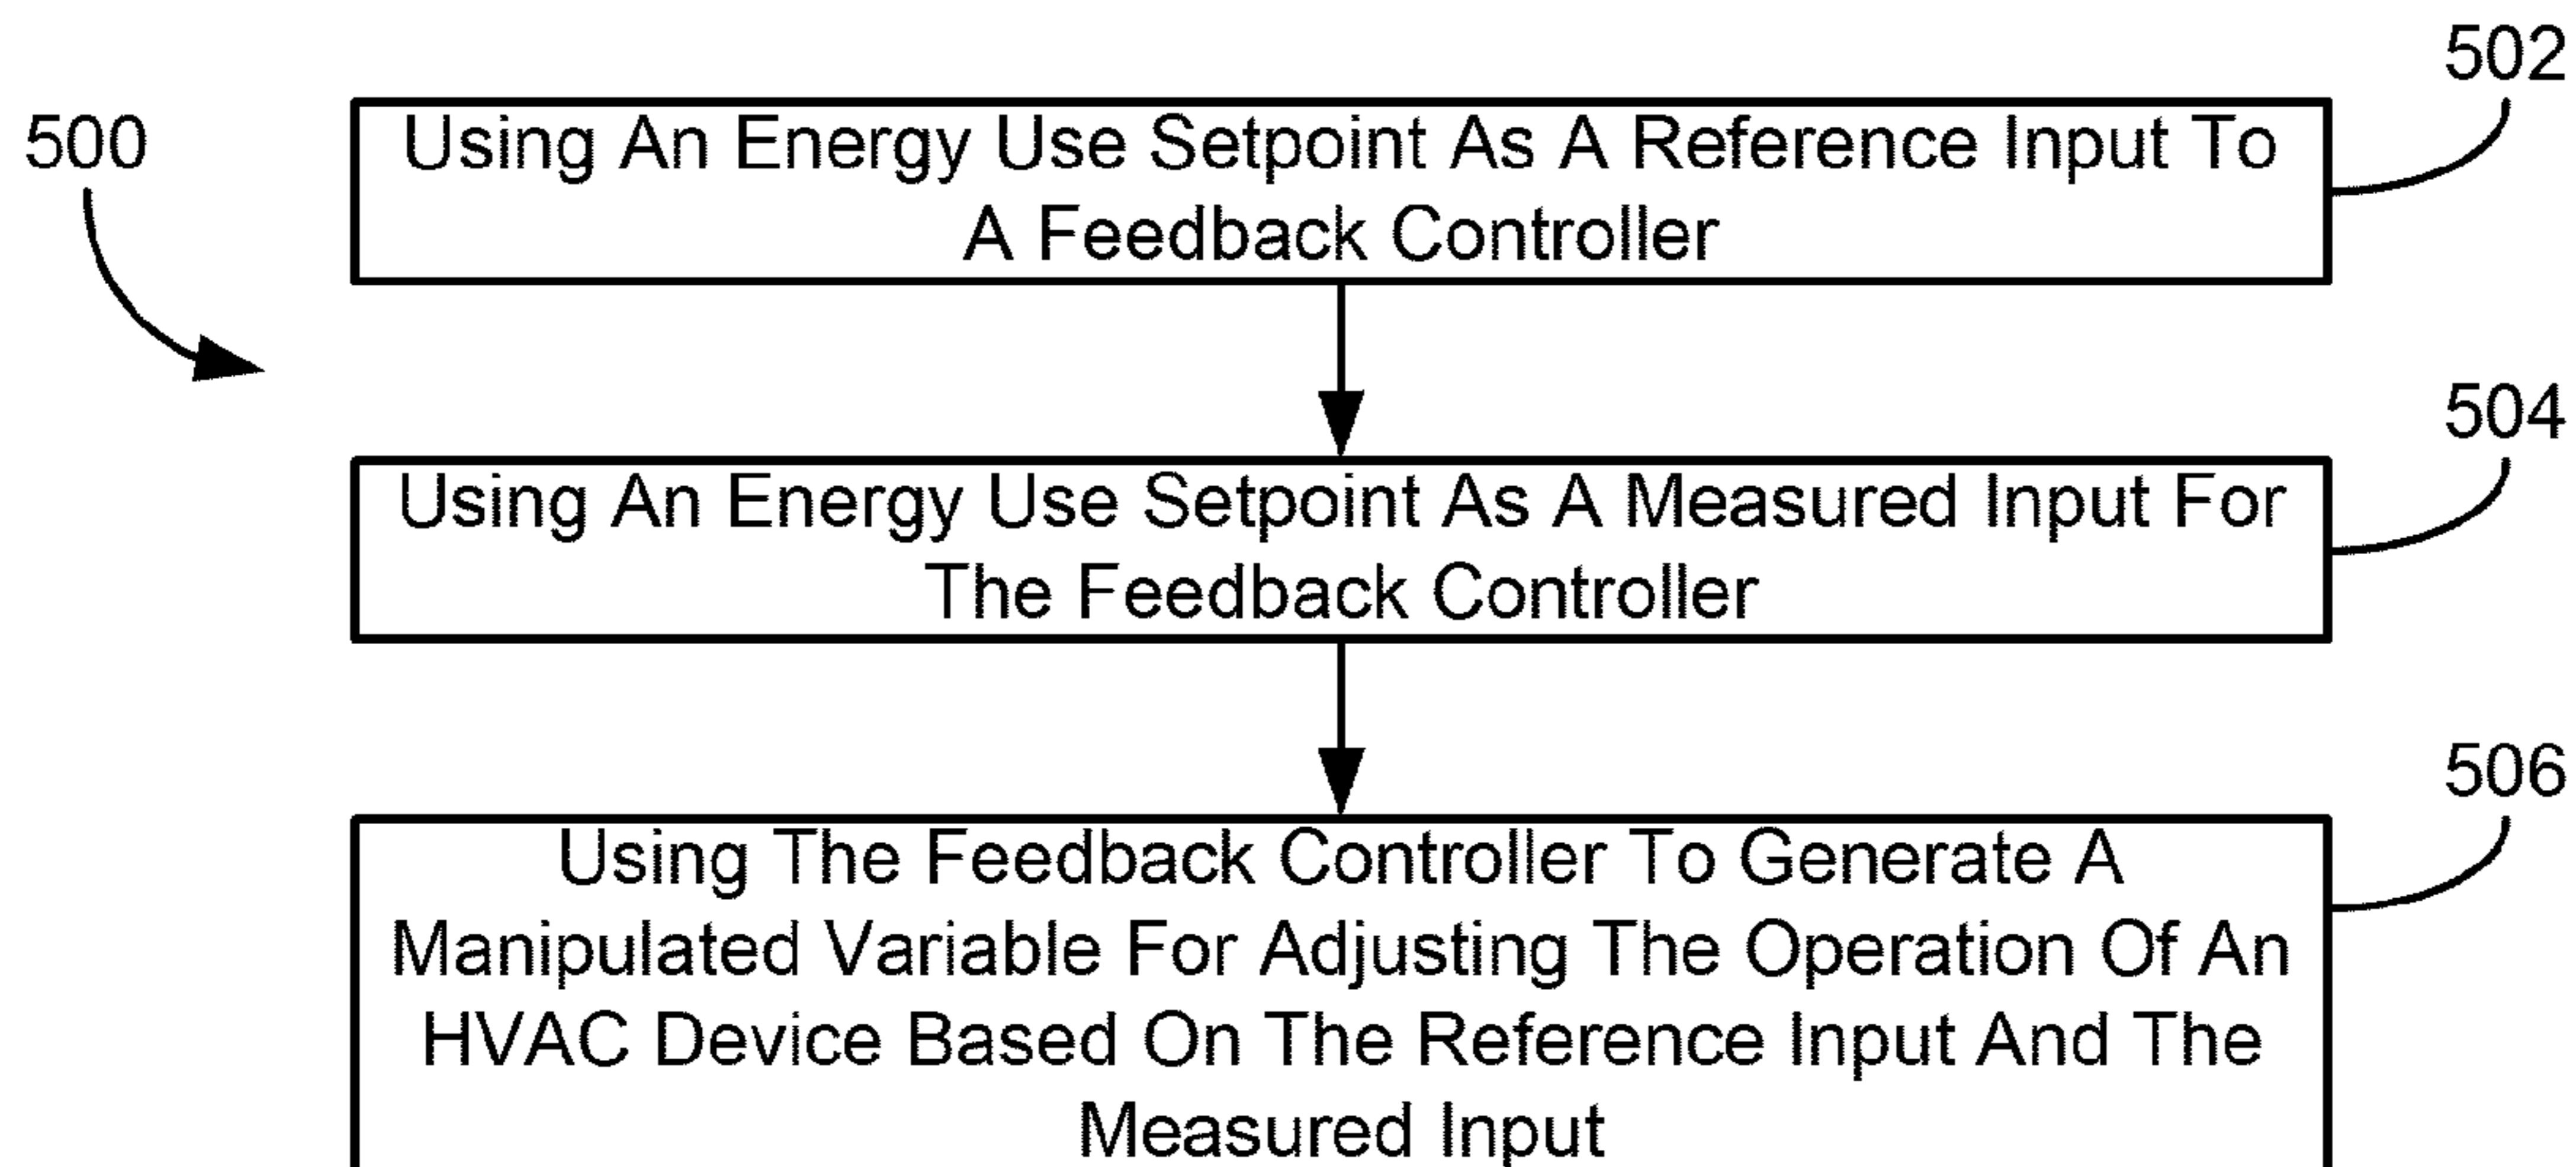 500
502
Using An Energy Use Setpoint As A Reference Input To
A Feedback Controller
504
Using An Energy Use Setpoint As A Measured Input For
The Feedback Controller
506
Using The Feedback Controller To Generate A
Manipulated Variable For Adjusting The Operation Of An
HVAC Device Based On The Reference Input And The
Measured Input